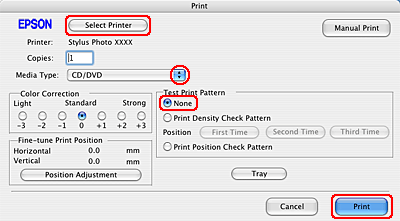 Print
EPSON Select Printer Manual Print
Printer: Stylus Photo XXXX
Copies: 1
Media Type: CD/DVD
Color Correction
Light Standard Strong
-3 -2 -1 0 +1 +2 +3
Fine-tune Print Position
Horizontal 0.0 mm
Vertical 0.0 mm
Position Adjustment
Test Print Pattern
None
Print Density Check Pattern
Position First Time Second Time Third Time
Print Position Check Pattern
Tray
Cancel Print